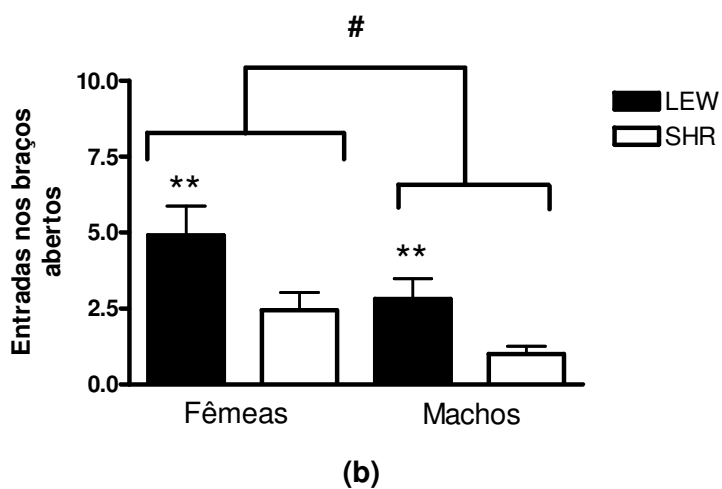 #
Entradas nos braços
abertos
10.0
7.5
5.0
2.5
0.0
**
**
LEW
SHR
Fêmeas
Machos
(b)